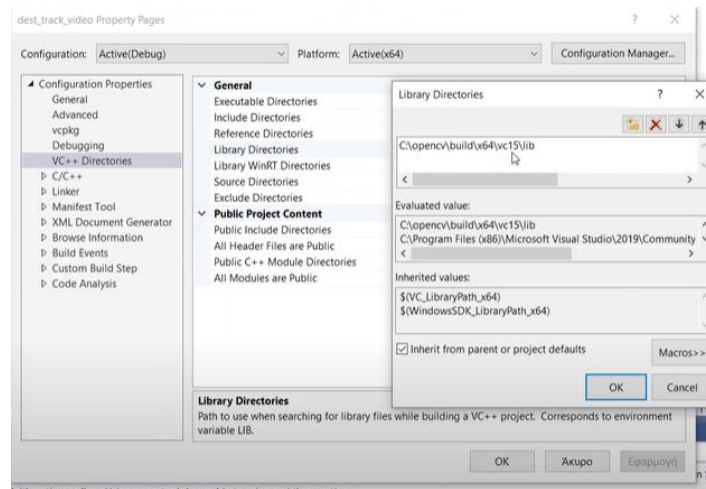 dest_track_video Property Pages
? ×
Configuration: Active(Debug) Platform: Active(x64) Configuration Manager...
Configuration Properties
General
Advanced
vcpkg
Debugging
VC++ Directories
C/C++
Linker
Manifest Tool
XML Document Generator
Browse Information
Build Events
Custom Build Step
Code Analysis
General
Executable Directories
Include Directories
Reference Directories
Library Directories
Library WinRT Directories
Source Directories
Exclude Directories
Public Project Content
Public Include Directories
All Header Files are Public
Public C++ Module Directories
All Modules are Public
Library Directories
Path to use when searching for library files while building a VC++ project. Corresponds to environment
variable LIB.
OK Άκυρο Εφαρμογή
Library Directories
? ×
C:\opencv\build\x64\vc15\lib
Evaluated value:
C:\opencv\build\x64\vc15\lib
C:\Program Files (x86)\Microsoft Visual Studio\2019\Community
Inherited values:
$(VC_LibraryPath_x64)
$(WindowsSDK_LibraryPath_x64)
Inherit from parent or project defaults
Macros>>
OK Cancel